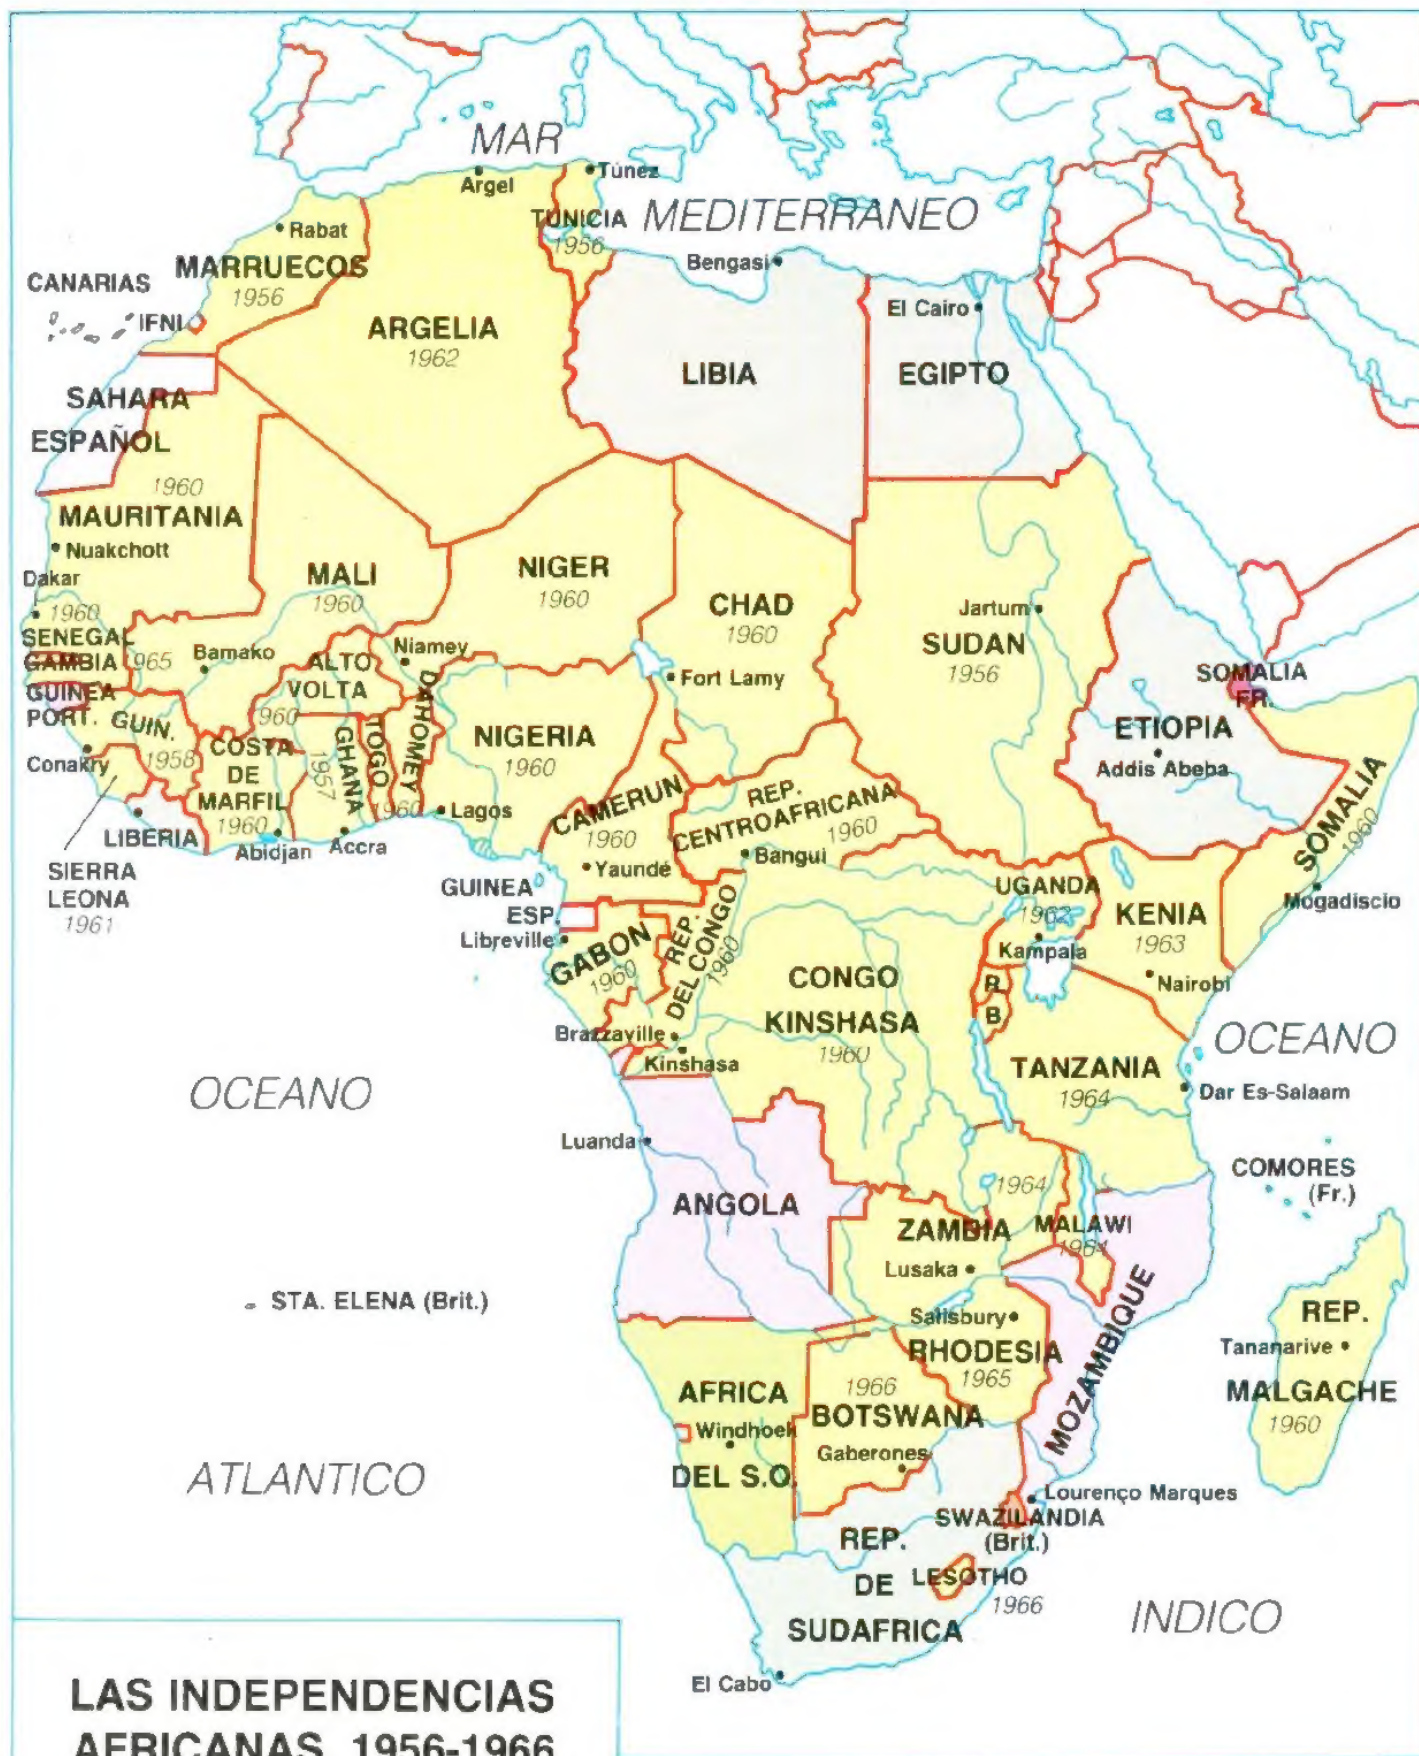 MAR
MEDITERRANEO
Argel
Túnez
TUNICIA
1956
Rabat
MARRUECOS
1956
CANARIAS
IFNI
ARGELIA
1962
Bengasi
LIBIA
El Cairo
EGIPTO
SAHARA
ESPAÑOL
1960
MAURITANIA
Nuakchott
Dakar
1960
SENEGAL
GAMBIA
965
GUINEA
PORT.
GUIN.
1958
Conakry
MALI
1960
Bamako
NIGER
1960
Niamey
ALTO
VOLTA
960
DAHOMEY
CHAD
1960
Fort Lamy
Jartum
SUDAN
1956
SOMALIA
FR.
ETIOPIA
Addis Abeba
SOMALIA
1960
Mogadiscio
COSTA
DE
MARFIL
1960
Abidjan
GHANA
1957
Accra
TOGO
1960
NIGERIA
1960
Lagos
LIBERIA
SIERRA
LEONA
1961
CAMERUN
1960
Yaundé
REP.
CENTROAFRICANA
1960
Bangui
GUINEA
ESP.
Libreville
GABON
1960
REP.
DEL CONGO
1960
Brazzaville
Kinshasa
CONGO
KINSHASA
1960
UGANDA
1962
Kampala
KENIA
1963
Nairobi
R.
B
TANZANIA
1964
Dar Es-Salaam
OCEANO
OCEANO
Luanda
ANGOLA
1964
ZAMBIA
Lusaka
MALAWI
1964
COMORES
(Fr.)
STA. ELENA (Brit.)
Salisbury
RHODESIA
1965
MOZAMBIQUE
REP.
Tananarive
MALGACHE
1960
AFRICA
Windhoek
DEL S.O.
1966
BOTSWANA
Gaberones
ATLANTICO
Lourenço Marques
SWAZILANDIA
(Brit.)
REP.
DE
SUDAFRICA
LESOTHO
1966
INDICO
El Cabo
LAS INDEPENDENCIAS
AFRICANAS, 1956-1966